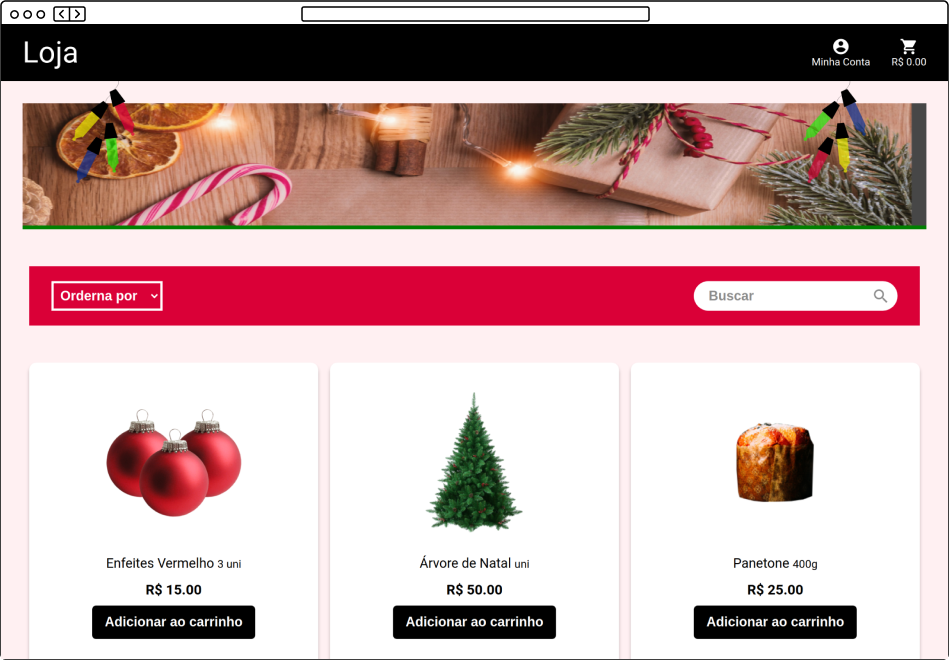 Loja
Minha Conta
R$ 0.00
Orderna por
Buscar
Enfeites Vermelho 3 uni
R$ 15.00
Adicionar ao carrinho
Árvore de Natal uni
R$ 50.00
Adicionar ao carrinho
Panetone 400g
R$ 25.00
Adicionar ao carrinho